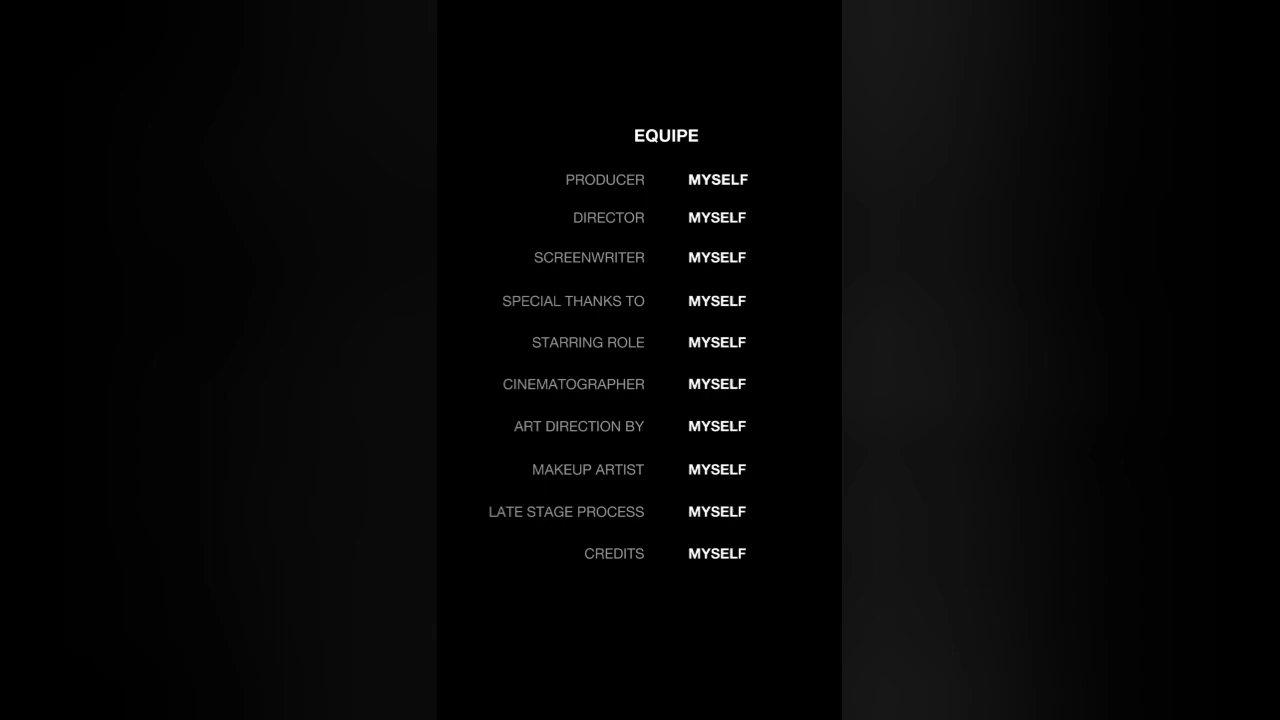 EQUIPE
PRODUCER MYSELF
DIRECTOR MYSELF
SCREENWRITER MYSELF
SPECIAL THANKS TO MYSELF
STARRING ROLE MYSELF
CINEMATOGRAPHER MYSELF
ART DIRECTION BY MYSELF
MAKEUP ARTIST MYSELF
LATE STAGE PROCESS MYSELF
CREDITS MYSELF